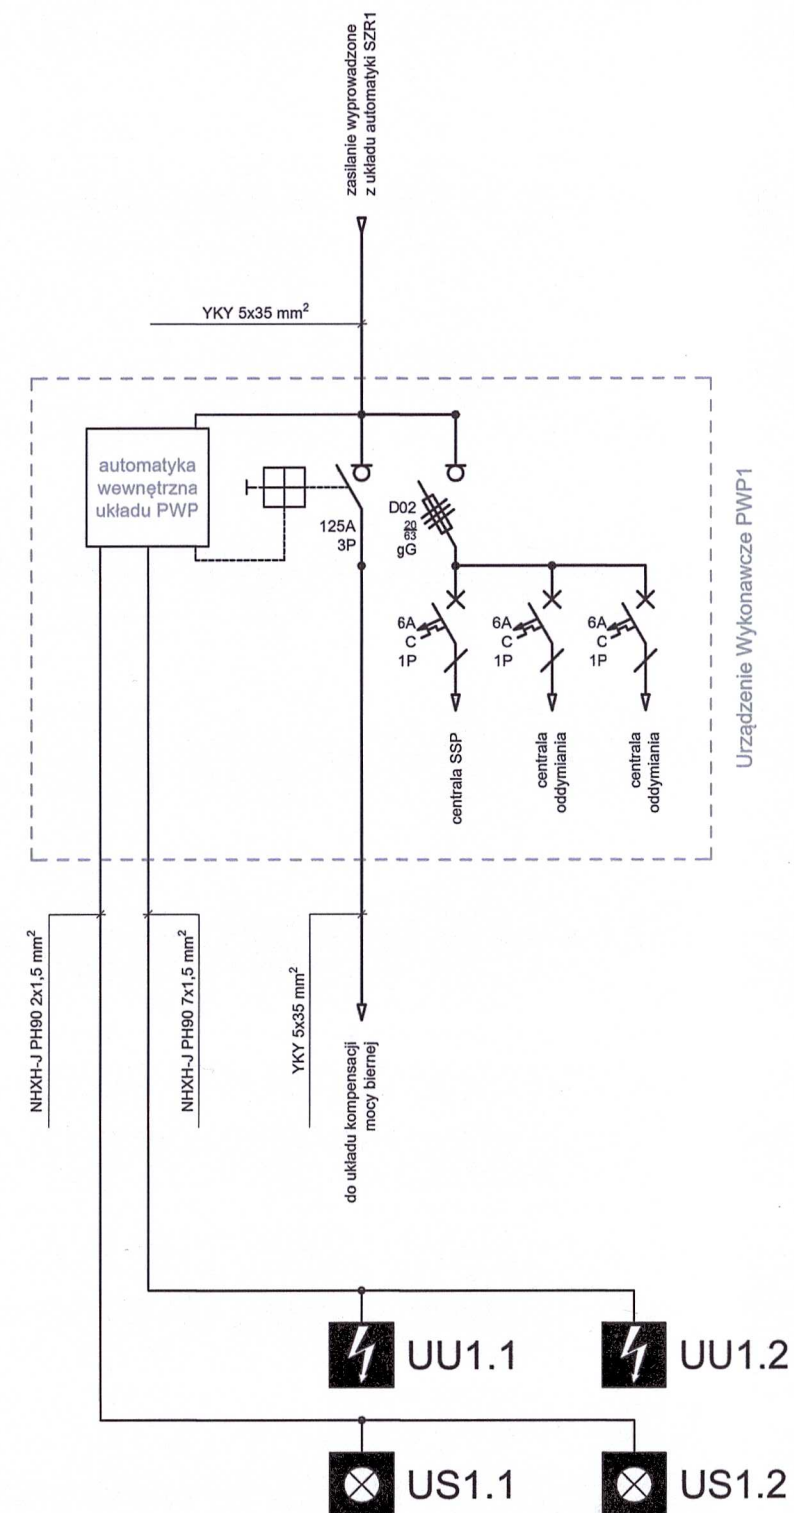 zasilanie wyprowadzone
z układu automatyki SZR1
YKY 5x35 mm²
automatyka
wewnętrzna
układu PWP
125A
3P
D02
20
63
gG
6A
C
1P
6A
C
1P
6A
C
1P
centrala SSP
centrala
oddymiania
centrala
oddymiania
Urządzenie Wykonawcze PWP1
NHXH-J PH90 2x1,5 mm²
NHXH-J PH90 7x1,5 mm²
YKY 5x35 mm²
do układu kompensacji
mocy biernej
UU1.1
UU1.2
US1.1
US1.2